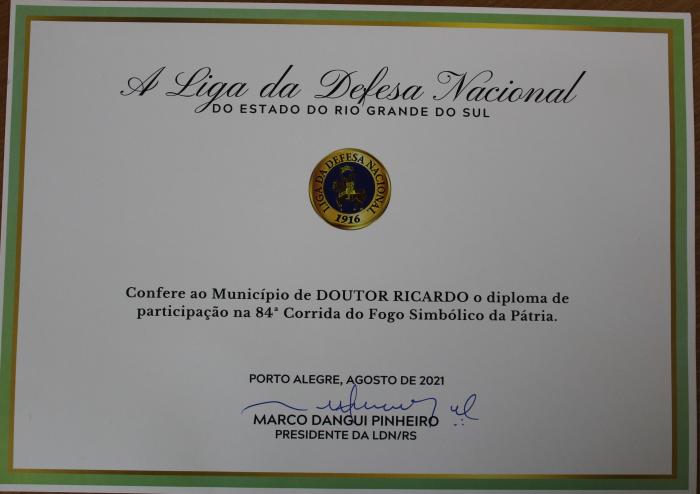 A Liga da Defesa Nacional
DO ESTADO DO RIO GRANDE DO SUL
LIGA DA DEFESA NACIONAL
1916
Confere ao Município de DOUTOR RICARDO o diploma de
participação na 84ª Corrida do Fogo Simbólico da Pátria.
PORTO ALEGRE, AGOSTO DE 2021
MARCO DANGUI PINHEIRO
PRESIDENTE DA LDN/RS